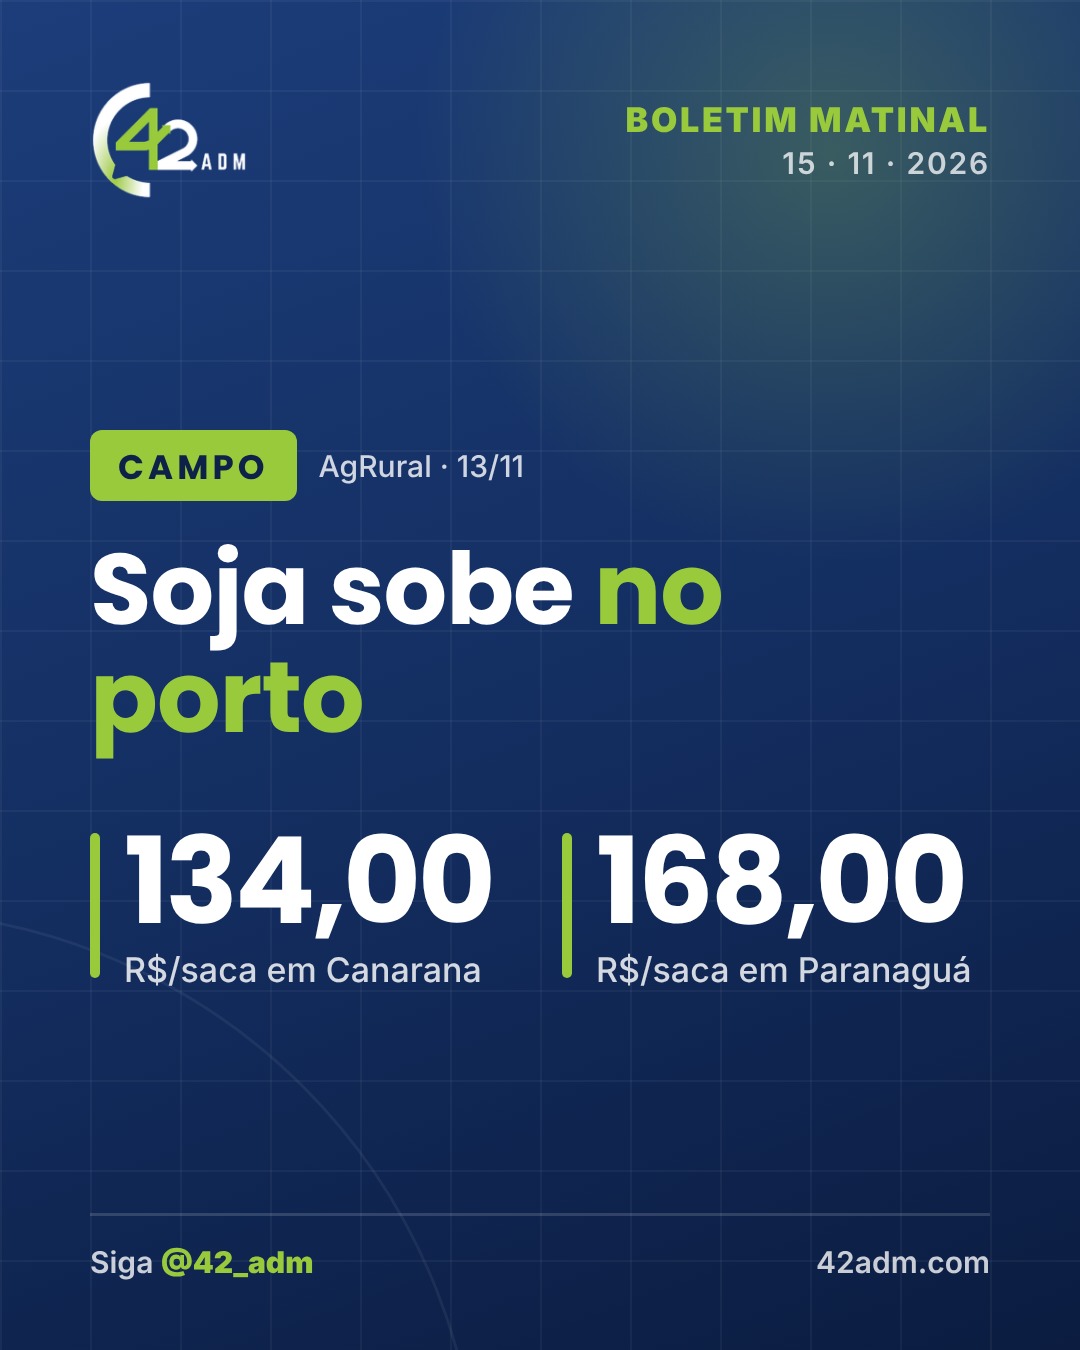 42 ADM
BOLETIM MATINAL
15 · 11 · 2026
CAMPO
AgRural · 13/11
Soja sobe no
porto
134,00
R$/saca em Canarana
168,00
R$/saca em Paranaguá
Siga @42_adm
42adm.com